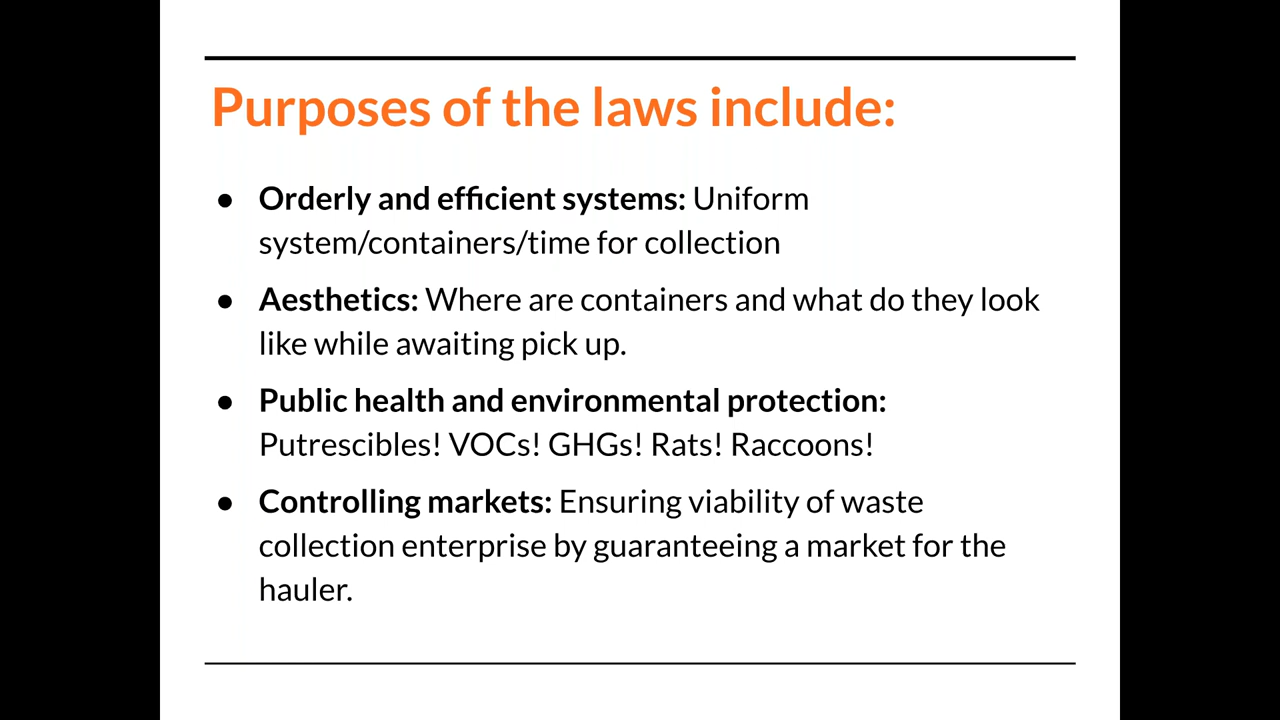 Purposes of the laws include:
● Orderly and efficient systems: Uniform
system/containers/time for collection
● Aesthetics: Where are containers and what do they look
like while awaiting pick up.
● Public health and environmental protection:
Putrescibles! VOCs! GHGs! Rats! Raccoons!
● Controlling markets: Ensuring viability of waste
collection enterprise by guaranteeing a market for the
hauler.